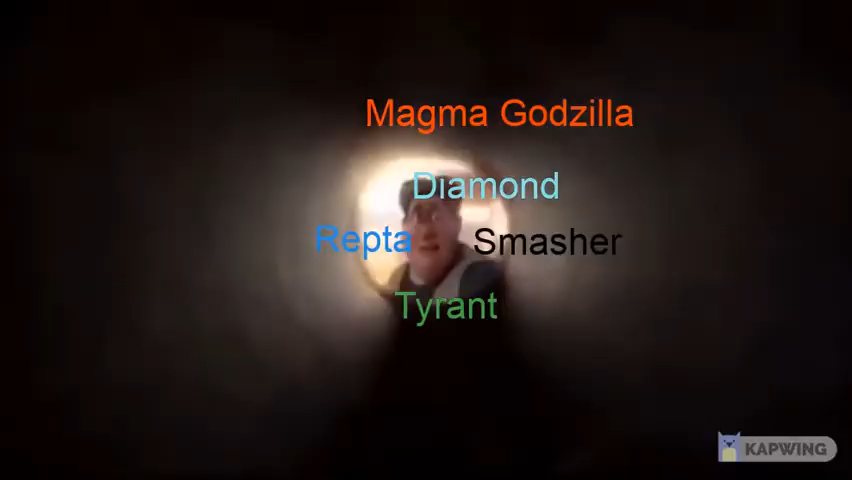 Magma Godzilla
Diamond
Repta Smasher
Tyrant
KAPWING